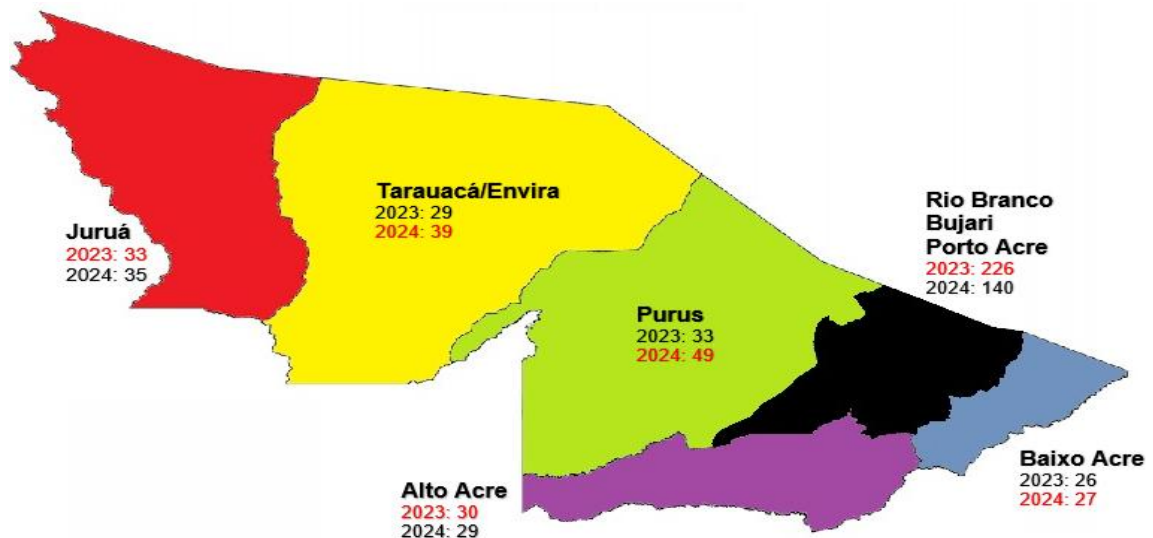 Juruá
2023: 33
2024: 35
Tarauacá/Envira
2023: 29
2024: 39
Purus
2023: 33
2024: 49
Rio Branco
Bujari
Porto Acre
2023: 226
2024: 140
Alto Acre
2023: 30
2024: 29
Baixo Acre
2023: 26
2024: 27